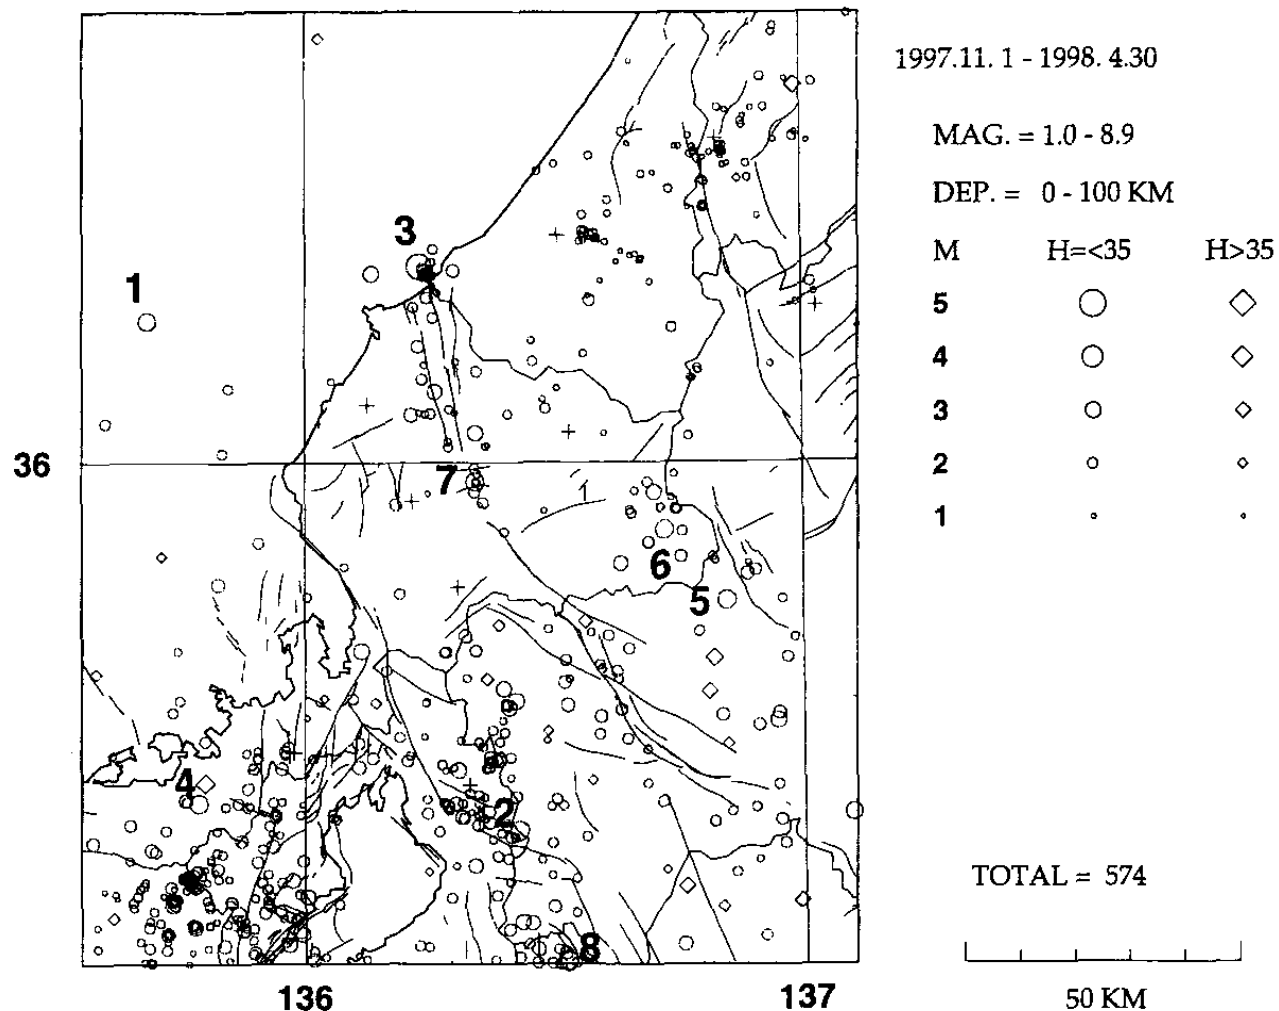 1997.11. 1 - 1998. 4.30
MAG. = 1.0 - 8.9
DEP. = 0 - 100 KM
M H=<35 H>35
5
4
3
2
1
3
1
36
7
6
5
4
2
8
136
137
TOTAL = 574
50 KM